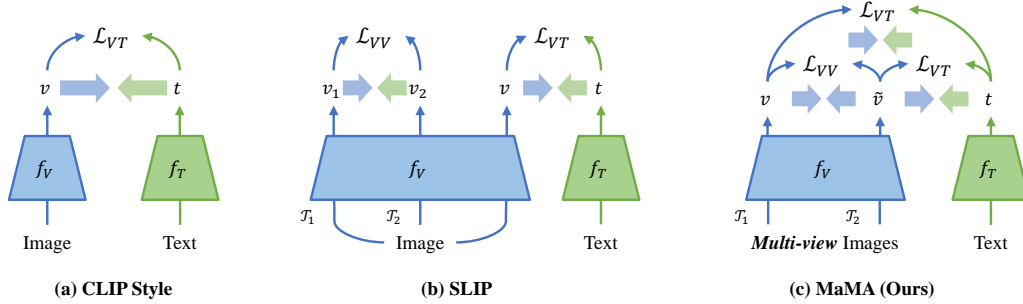 ℒ_VT
v t
f_V f_T
Image Text
(a) CLIP Style
ℒ_VV ℒ_VT
v_1 v_2 v t
f_V f_T
𝒯_1 𝒯_2
Image Text
(b) SLIP
ℒ_VT
ℒ_VV ℒ_VT
v ṽ t
f_V f_T
𝒯_1 𝒯_2
Multi-view Images Text
(c) MaMA (Ours)